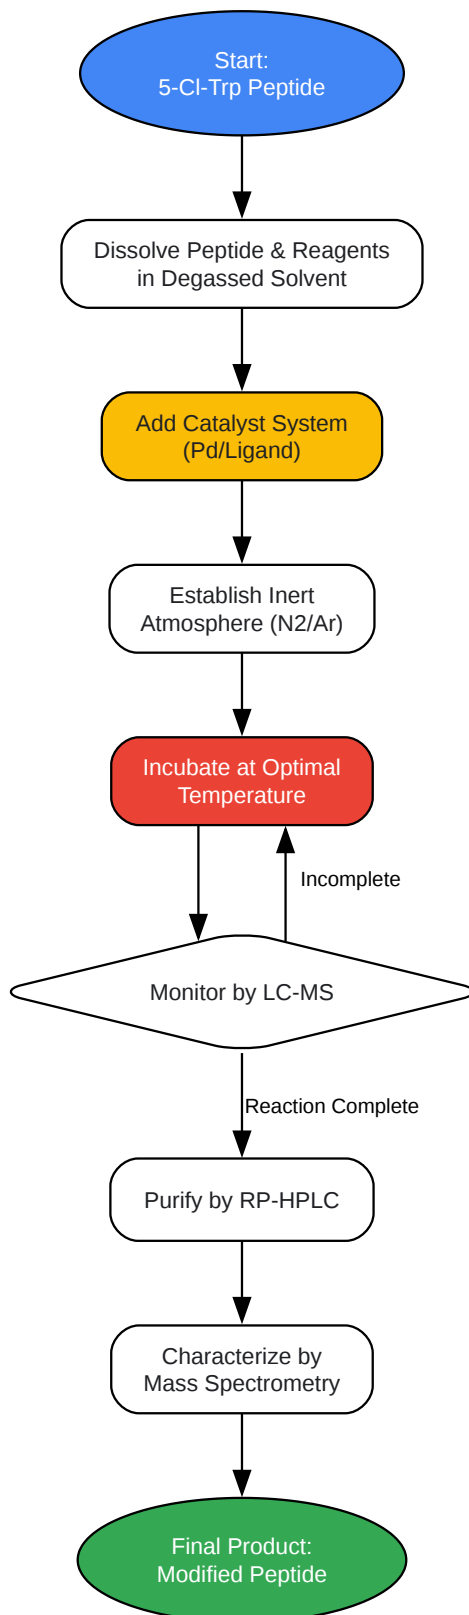 Start:
5-Cl-Trp Peptide
Dissolve Peptide & Reagents
in Degassed Solvent
Add Catalyst System
(Pd/Ligand)
Establish Inert
Atmosphere (N2/Ar)
Incubate at Optimal
Temperature
Incomplete
Monitor by LC-MS
Reaction Complete
Purify by RP-HPLC
Characterize by
Mass Spectrometry
Final Product:
Modified Peptide